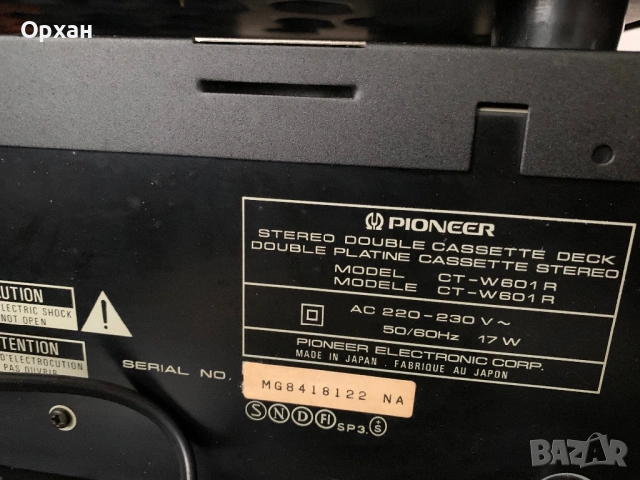 Орхан
PIONEER
STEREO DOUBLE CASSETTE DECK
DOUBLE PLATINE CASSETTE STEREO
MODEL CT-W601R
MODELE CT-W601R
AC 220-230 V~
50/60Hz 17 W
PIONEER ELECTRONIC CORP.
MADE IN JAPAN . FABRIQUE AU JAPON
UTION
ELECTRIC SHOCK
NOT OPEN
TENTION
D'ELECTROCUTION
PAS OUVRIR
SERIAL NO.
MG8418122 NA
S N D FI SP3. S
BAZAR